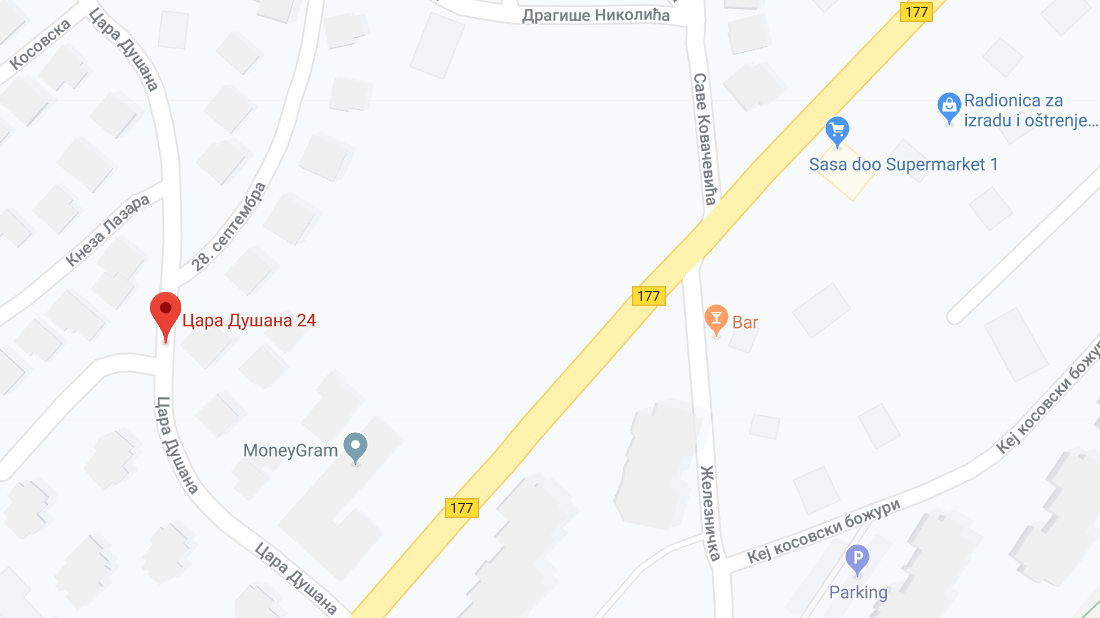 Драгише Николића
177
Косовска
Цара Душана
Саве Ковачевића
Radionica za
izradu i oštrenje...
Sasa doo Supermarket 1
Кнеза Лазара
28. септембра
177
Цара Душана 24
Bar
Цара Душана
MoneyGram
Кеј косовски божури
177
Железничка
Кеј косовски божури
Цара Душана
Parking